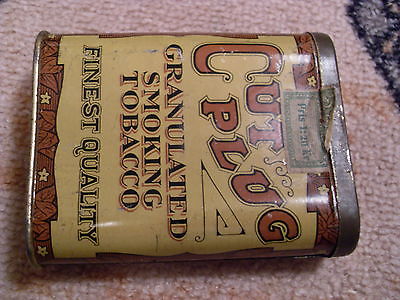 CUT
PLUG
GRANULATED
SMOKING
TOBACCO
FINEST QUALITY